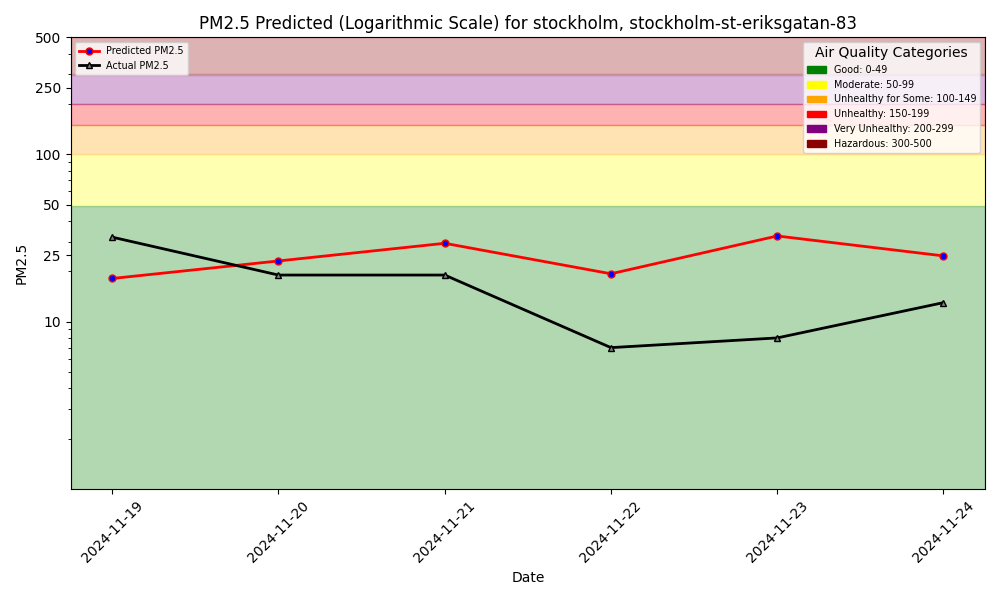 PM2.5 Predicted (Logarithmic Scale) for stockholm, stockholm-st-eriksgatan-83
Predicted PM2.5
Actual PM2.5
Air Quality Categories
Good: 0-49
Moderate: 50-99
Unhealthy for Some: 100-149
Unhealthy: 150-199
Very Unhealthy: 200-299
Hazardous: 300-500
500
250
100
50
25
10
PM2.5
2024-11-19
2024-11-20
2024-11-21
2024-11-22
2024-11-23
2024-11-24
Date